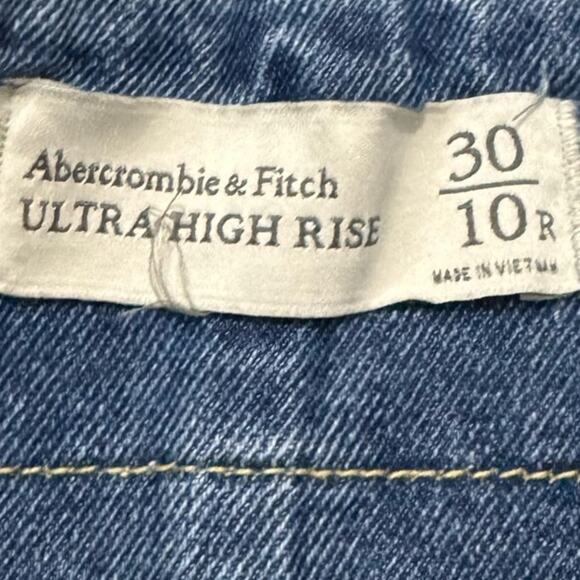 Abercrombie & Fitch
ULTRA HIGH RISE
30
10 R
MADE IN VIETNAM